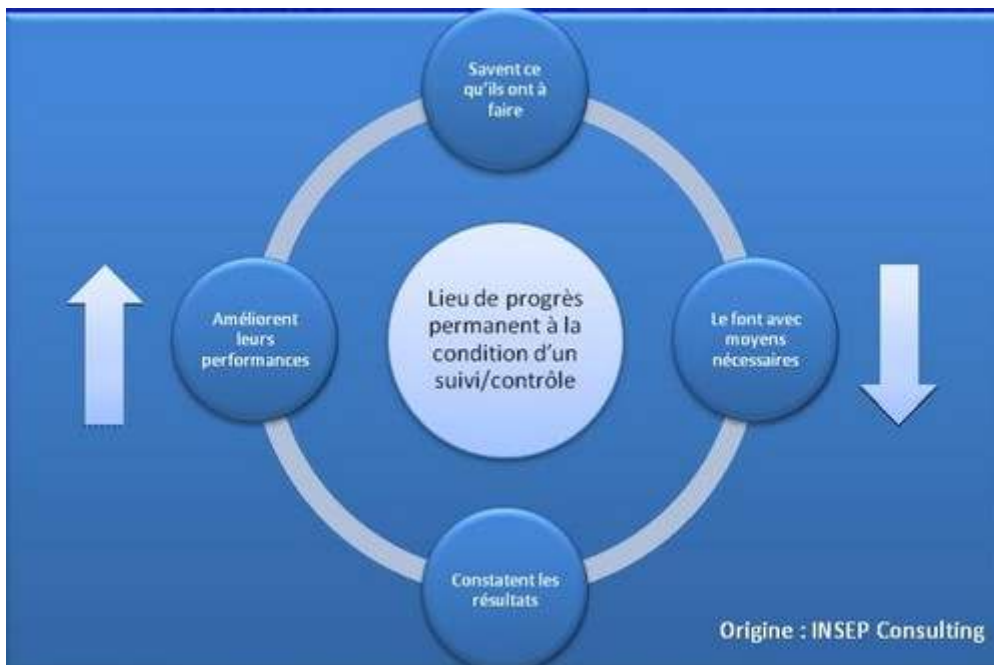 Savent ce
qu'ils ont à
faire
Améliorent
leurs
performances
Lieu de progrès
permanent à la
condition d'un
suivi/contrôle
Le font avec
moyens
nécessaires
Constatent les
résultats
Origine : INSEP Consulting